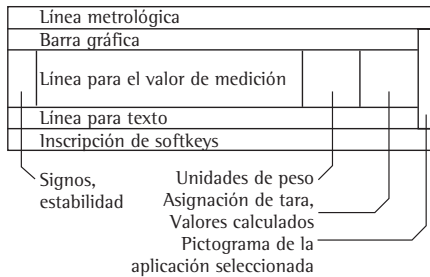 Línea metrológica
Barra gráfica
Línea para el valor de medición
Línea para texto
Inscripción de softkeys
Signos,
estabilidad
Unidades de peso
Asignación de tara,
Valores calculados
Pictograma de la
aplicación seleccionada